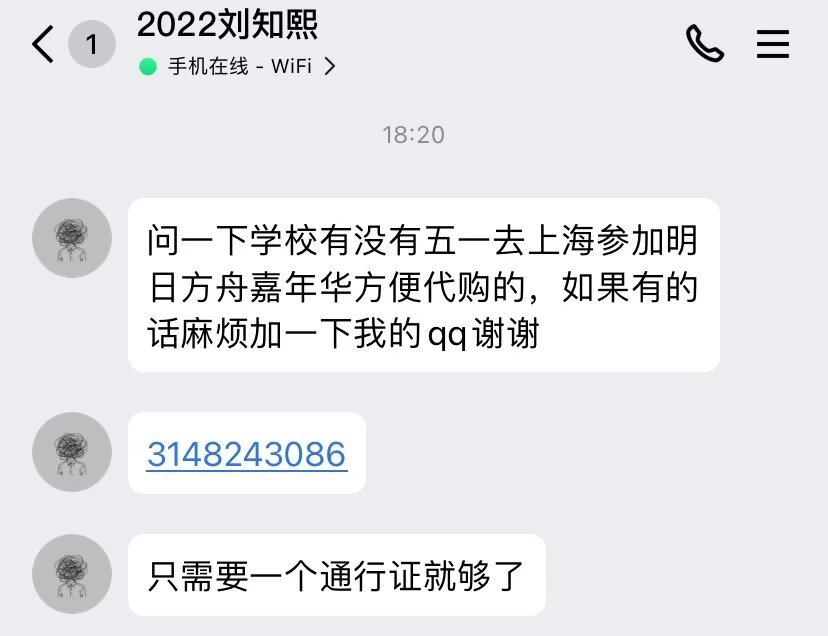 1
2022刘知熙
手机在线 - WiFi
18:20
问一下学校有没有五一去上海参加明
日方舟嘉年华方便代购的，如果有的
话麻烦加一下我的qq谢谢
3148243086
只需要一个通行证就够了